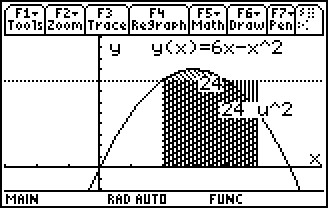 F1▾ F2▾ F3 F4 F5▾ F6▾ F7▾
Tools Zoom Trace ReGraph Math Draw Pen
y y(x)=6x-x^2
24
24 u^2
x
MAIN RAD AUTO FUNC